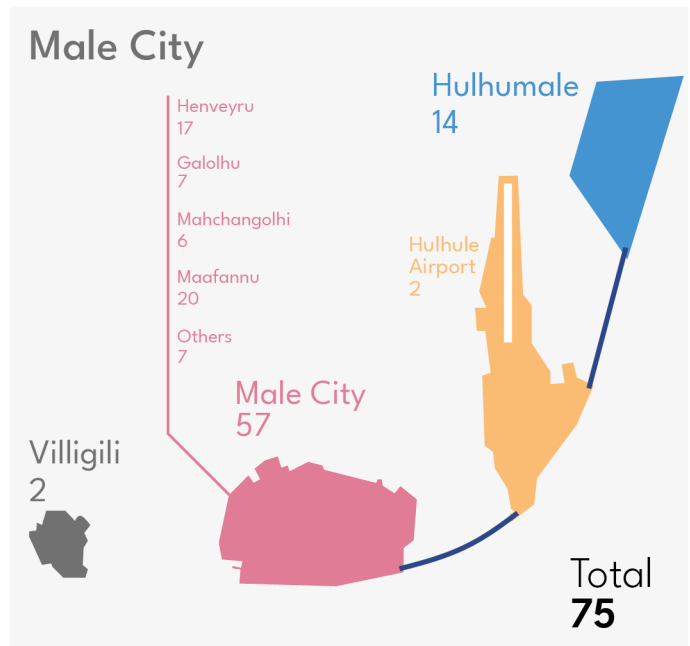 Male City
Henveyru
17
Galolhu
7
Mahchangolhi
6
Maafannu
20
Others
7
Male City
57
Villigili
2
Hulhumale
14
Hulhule
Airport
2
Total
75